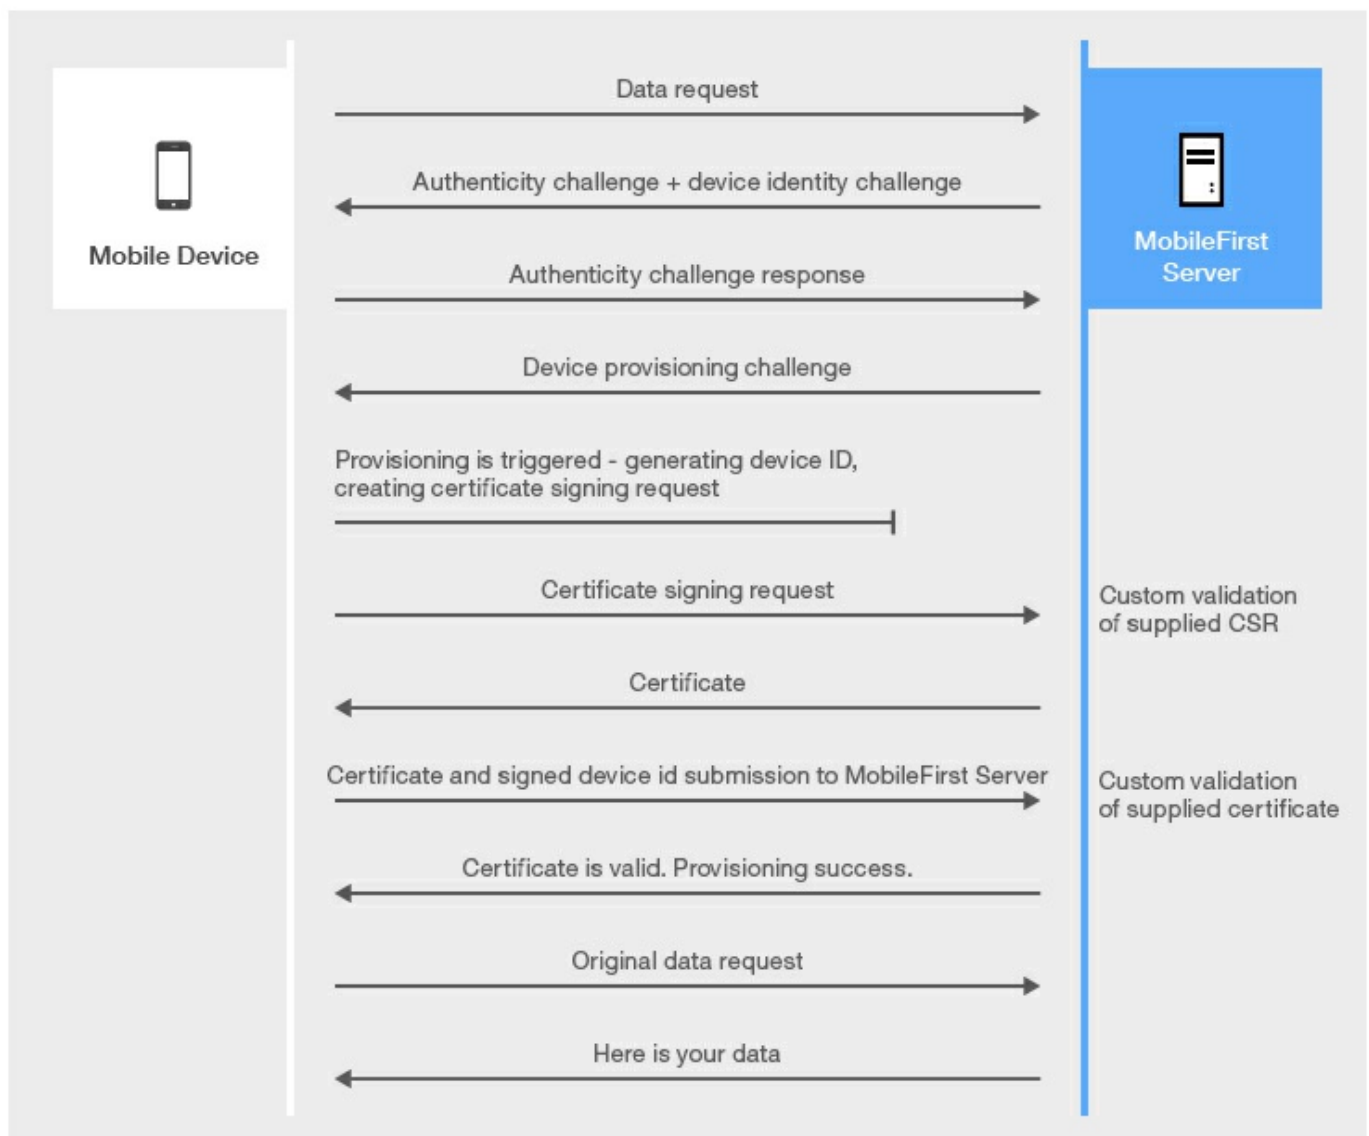 Data request
Authenticity challenge + device identity challenge
Mobile Device
MobileFirst
Server
Authenticity challenge response
Device provisioning challenge
Provisioning is triggered - generating device ID,
creating certificate signing request
Certificate signing request
Custom validation
of supplied CSR
Certificate
Certificate and signed device id submission to MobileFirst Server
Custom validation
of supplied certificate
Certificate is valid. Provisioning success.
Original data request
Here is your data